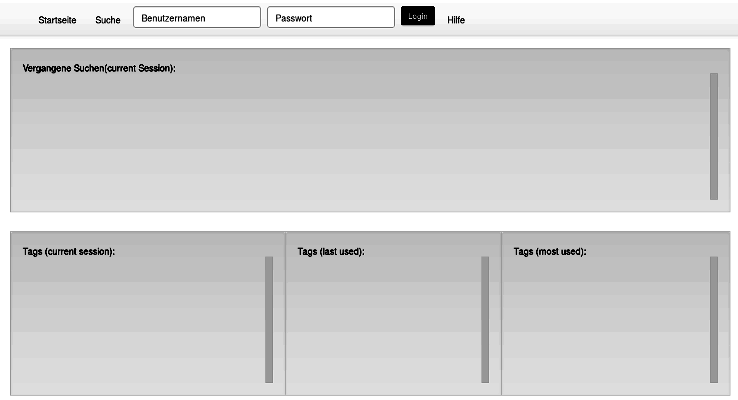 Startseite Suche Benutzernamen Passwort Login Hilfe
Vergangene Suchen(current Session):
Tags (current session): Tags (last used): Tags (most used):